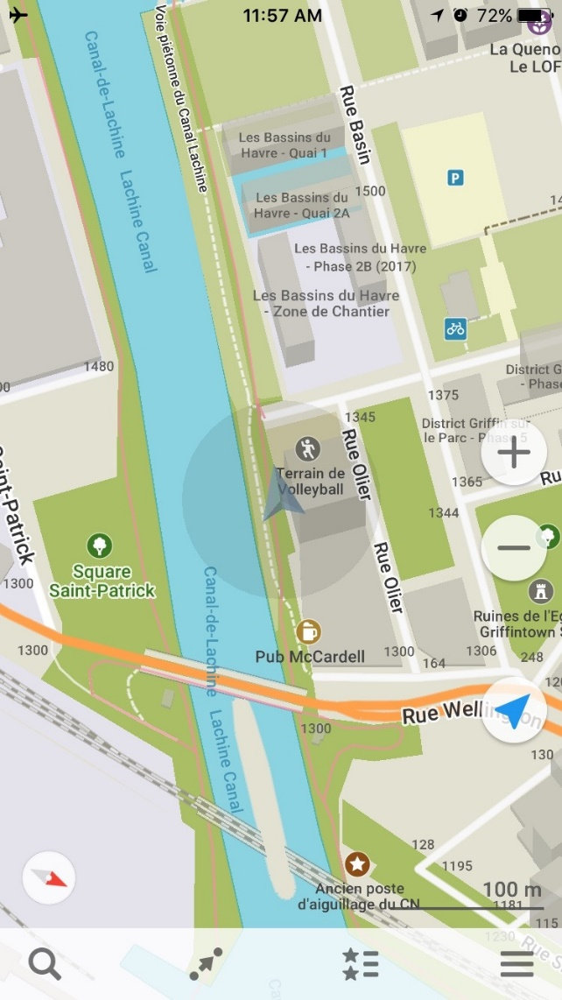 11:57 AM
72%
La Queno
Le LOF
Voie piétonne du Canal Lachine
Canal-de-Lachine Lachine Canal
Rue Basin
Les Bassins du
Havre - Quai 1
P
1500
Les Bassins du
Havre - Quai 2A
Les Bassins du Havre
- Phase 2B (2017)
Les Bassins du Havre
- Zone de Chantier
1480
District G
- Phase
1375
1345
District Griffin sur
le Parc - Phase 5
Terrain de
Volleyball
Rue Olier
1365
Ru
1344
Saint-Patrick
Square
Saint-Patrick
1300
Canal-de-Lachine Lachine Canal
Rue Olier
Ruines de l'Eg
Griffintown S
Pub McCardell
1300
1300
164
1306
248
Rue Wellington
1300
130
128
1195
Ancien poste
d'aiguillage du CN
100 m
1181
115
1230
Rue S